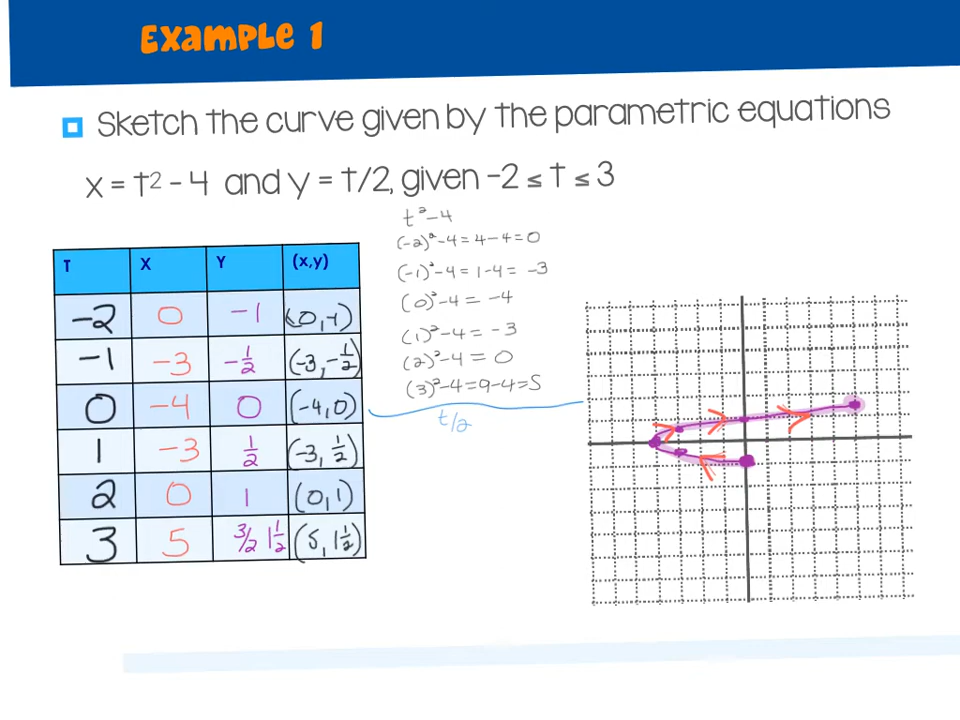 Example 1
Sketch the curve given by the parametric equations
x = t2 - 4 and y = t/2, given -2 ≤ t ≤ 3
t²-4
(-2)²-4=4-4=0
(-1)²-4=1-4= -3
(0)²-4= -4
(1)²-4= -3
(2)²-4=0
(3)²-4=9-4=5
t/2
T X Y (x,y)
-2 0 -1 (0,-1)
-1 -3 -1/2 (-3,-1/2)
0 -4 0 (-4,0)
1 -3 1/2 (-3,1/2)
2 0 1 (0,1)
3 5 3/2 1 1/2 (5, 1 1/2)